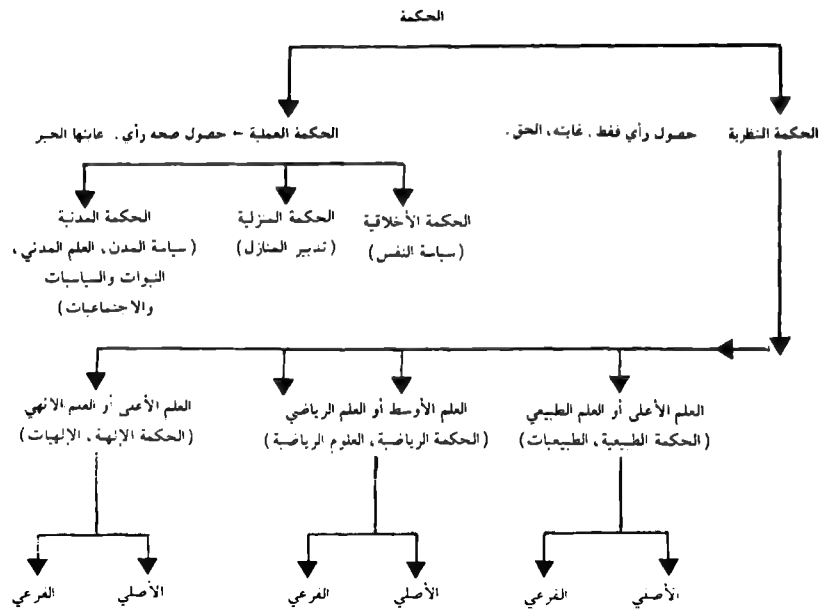 الحكمة
الحكمة النظرية حصول رأي فقط، غايته، الحق.
الحكمة العملية – حصول صحه رأي، غايتها الخير
الحكمة الأخلاقية
(سياسة النفس)
الحكمة المنزلية
(تدبير المنازل)
الحكمة المدنية
(سياسة المدن، العلم المدني،
النبوات والسياسات
والاجتماعيات)
العلم الأعلى أو العلم الطبيعي
(الحكمة الطبيعية، الطبيعيات)
العلم الأوسط أو العلم الرياضي
(الحكمة الرياضية، العلوم الرياضية)
العلم الأعلى أو العلم الالهي
(الحكمة الإلهية، الإلهيات)
الأصلي
الفرعي
الأصلي
الفرعي
الأصلي
الفرعي